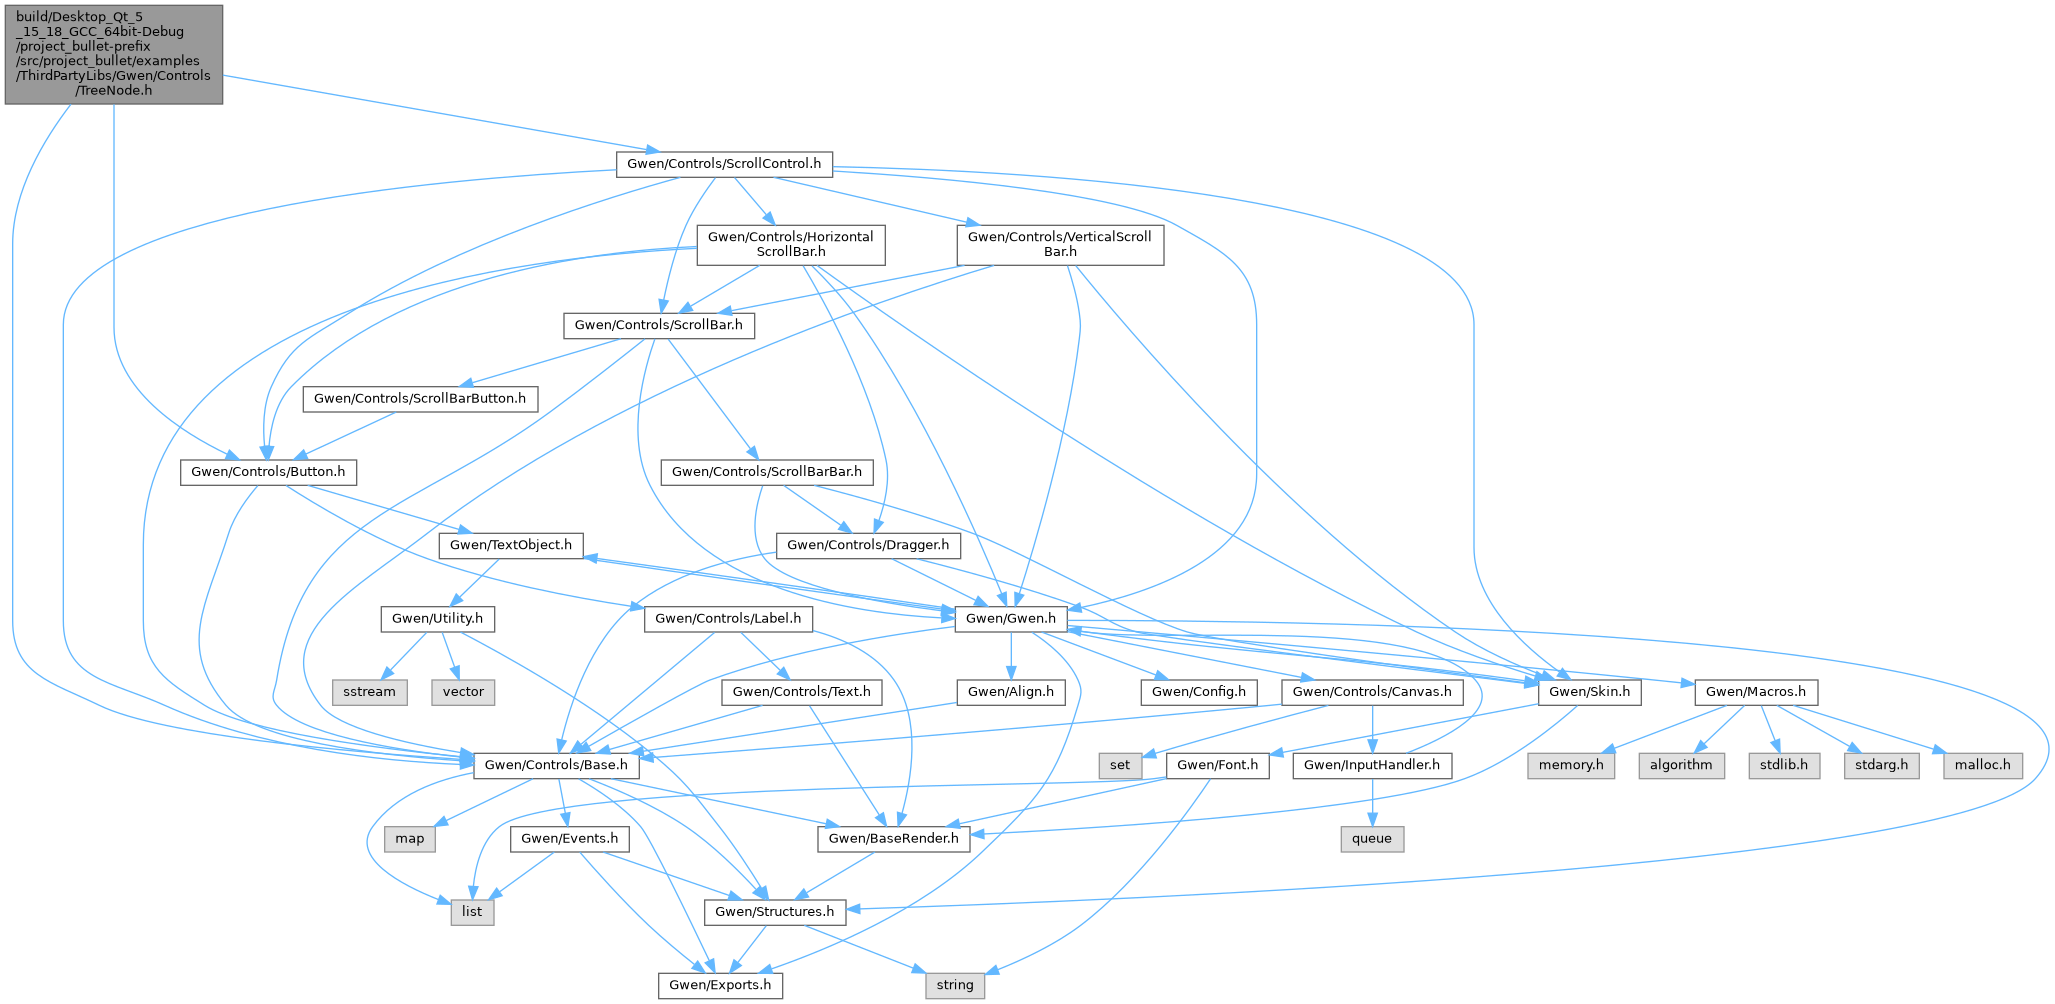 build/Desktop_Qt_5
_15_18_GCC_64bit-Debug
/project_bullet-prefix
/src/project_bullet/examples
/ThirdPartyLibs/Gwen/Controls
/TreeNode.h
Gwen/Controls/ScrollControl.h
Gwen/Controls/Horizontal
ScrollBar.h
Gwen/Controls/VerticalScroll
Bar.h
Gwen/Controls/ScrollBar.h
Gwen/Controls/ScrollBarButton.h
Gwen/Controls/Button.h
Gwen/Controls/ScrollBarBar.h
Gwen/TextObject.h
Gwen/Controls/Dragger.h
Gwen/Utility.h
Gwen/Controls/Label.h
Gwen/Gwen.h
sstream
vector
Gwen/Controls/Text.h
Gwen/Align.h
Gwen/Config.h
Gwen/Controls/Canvas.h
Gwen/Skin.h
Gwen/Macros.h
Gwen/Controls/Base.h
set
Gwen/Font.h
Gwen/InputHandler.h
memory.h
algorithm
stdlib.h
stdarg.h
malloc.h
map
Gwen/Events.h
Gwen/BaseRender.h
queue
list
Gwen/Structures.h
Gwen/Exports.h
string